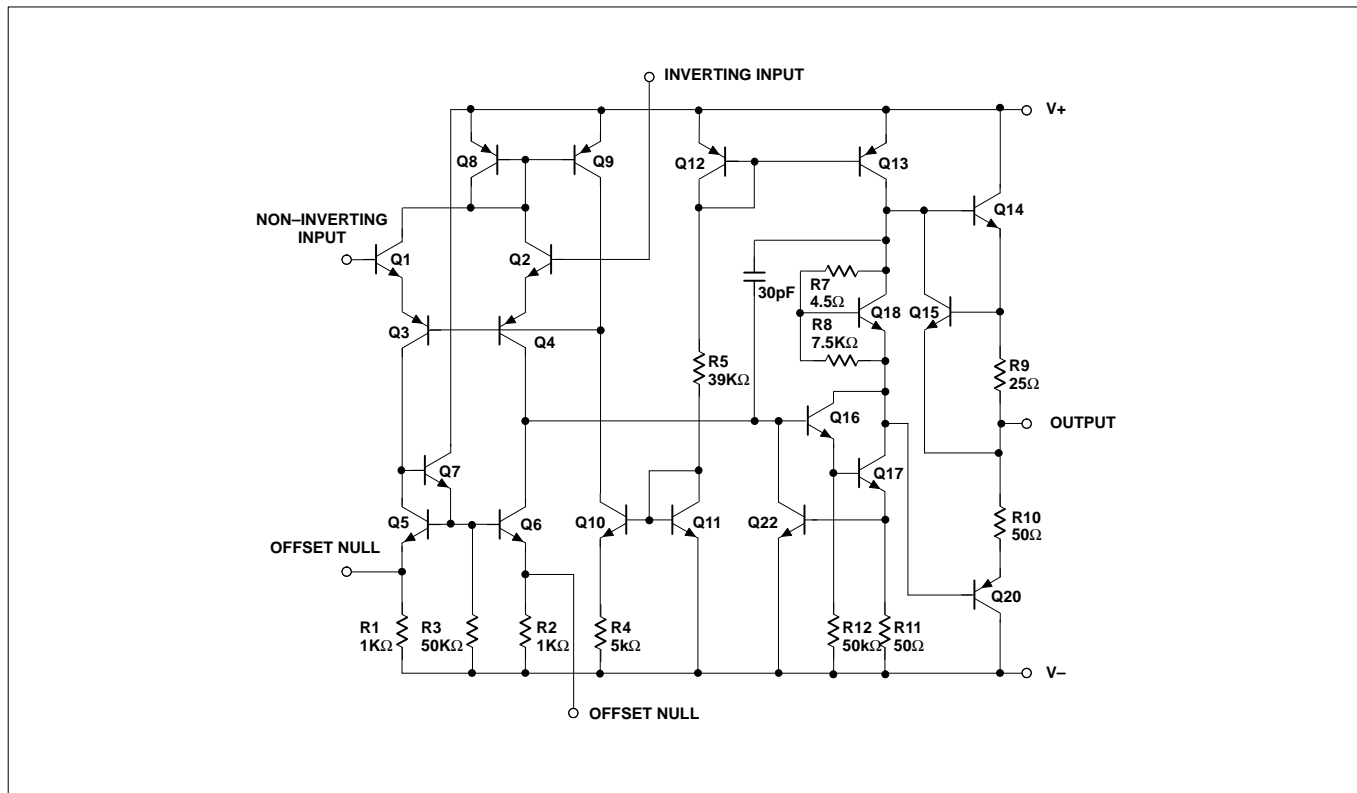 INVERTING INPUT
V+
Q8
Q9
Q12
Q13
NON–INVERTING
INPUT
Q14
Q1
Q2
30pF
R7
4.5Ω
Q18
Q15
Q3
Q4
R8
7.5KΩ
R5
39KΩ
R9
25Ω
Q16
OUTPUT
Q7
Q17
Q5
Q6
Q10
Q11
Q22
R10
50Ω
OFFSET NULL
Q20
R1
1KΩ
R3
50KΩ
R2
1KΩ
R4
5kΩ
R12
50kΩ
R11
50Ω
V–
OFFSET NULL